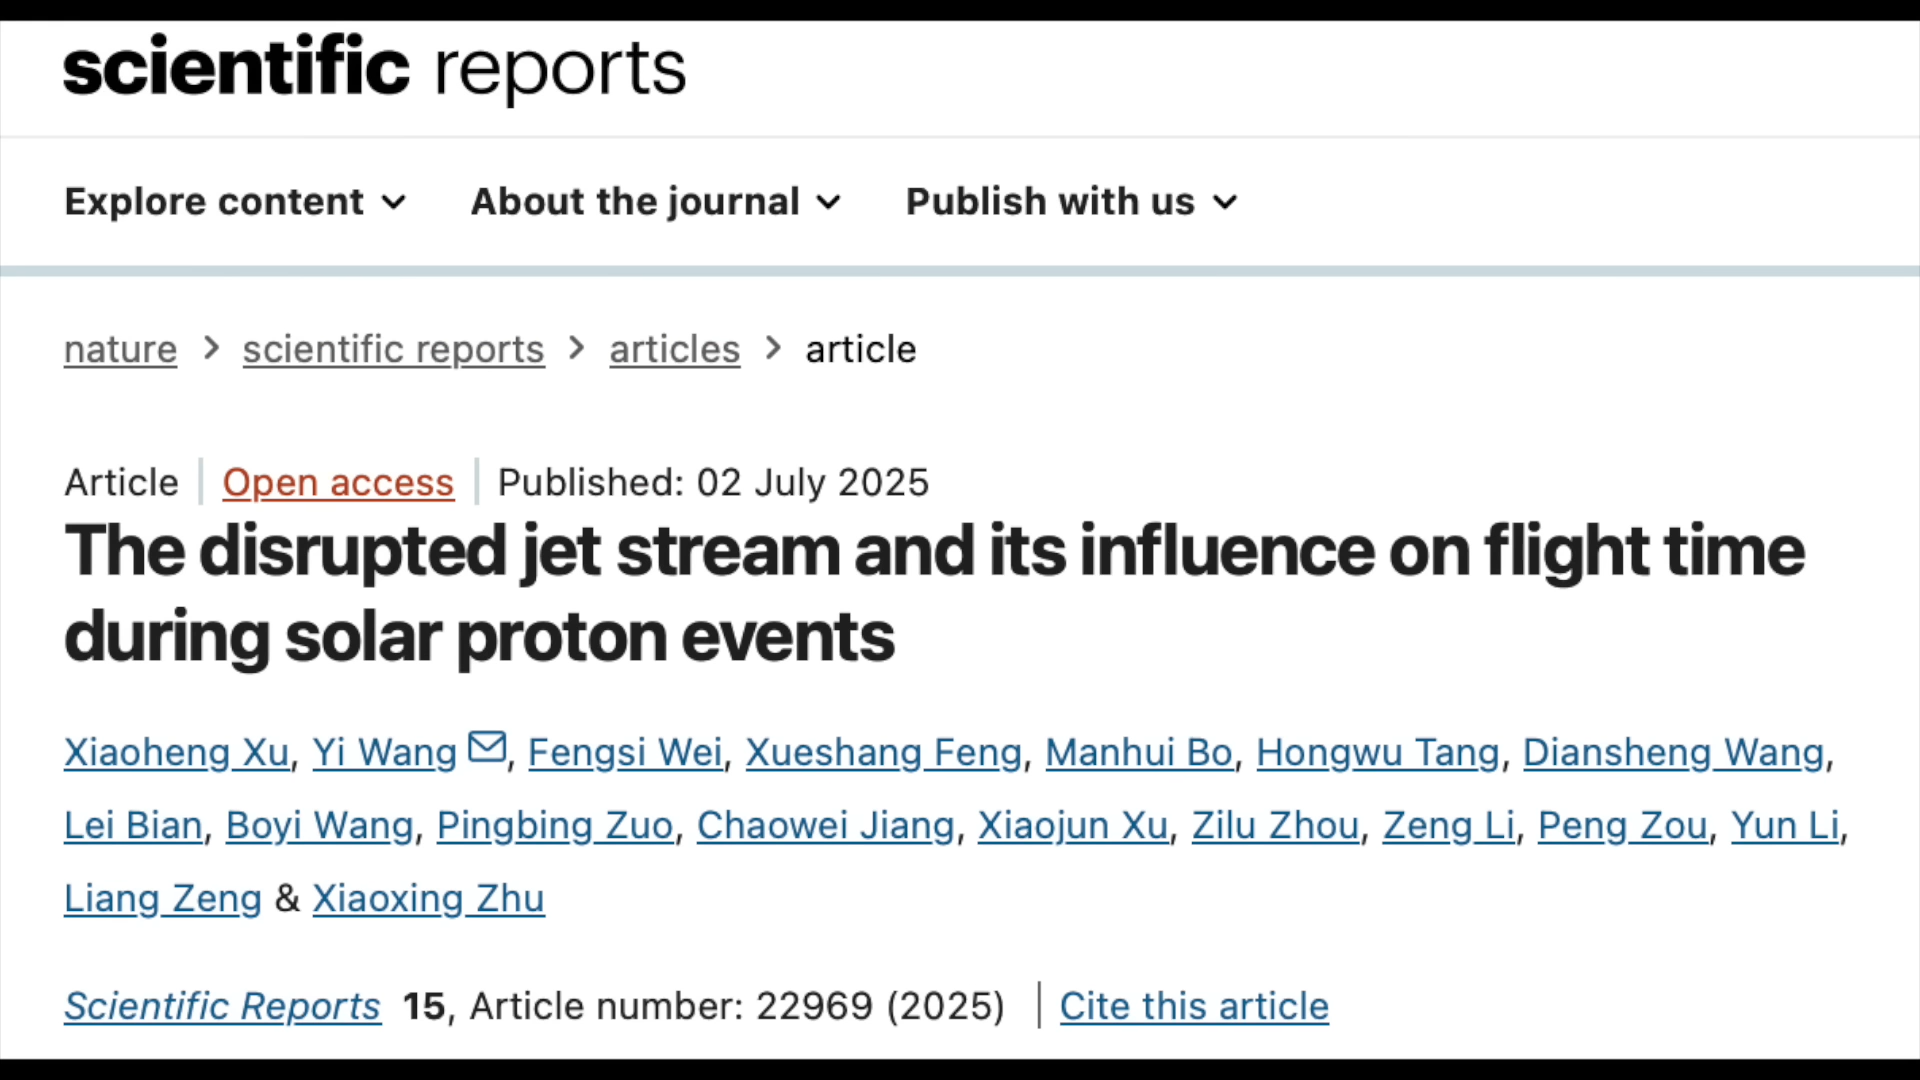 scientific reports
Explore content About the journal Publish with us
nature > scientific reports > articles > article
Article | Open access | Published: 02 July 2025
The disrupted jet stream and its influence on flight time
during solar proton events
Xiaoheng Xu, Yi Wang, Fengsi Wei, Xueshang Feng, Manhui Bo, Hongwu Tang, Diansheng Wang,
Lei Bian, Boyi Wang, Pingbing Zuo, Chaowei Jiang, Xiaojun Xu, Zilu Zhou, Zeng Li, Peng Zou, Yun Li,
Liang Zeng & Xiaoxing Zhu
Scientific Reports 15, Article number: 22969 (2025) | Cite this article